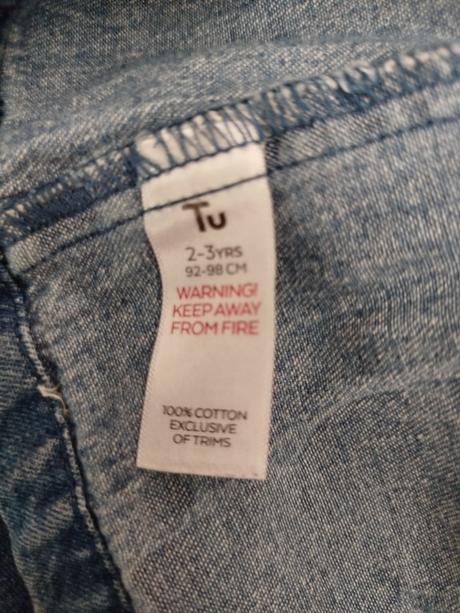 Tu
2-3YRS
92-98 CM
WARNING!
KEEP AWAY
FROM FIRE
100% COTTON
EXCLUSIVE
OF TRIMS